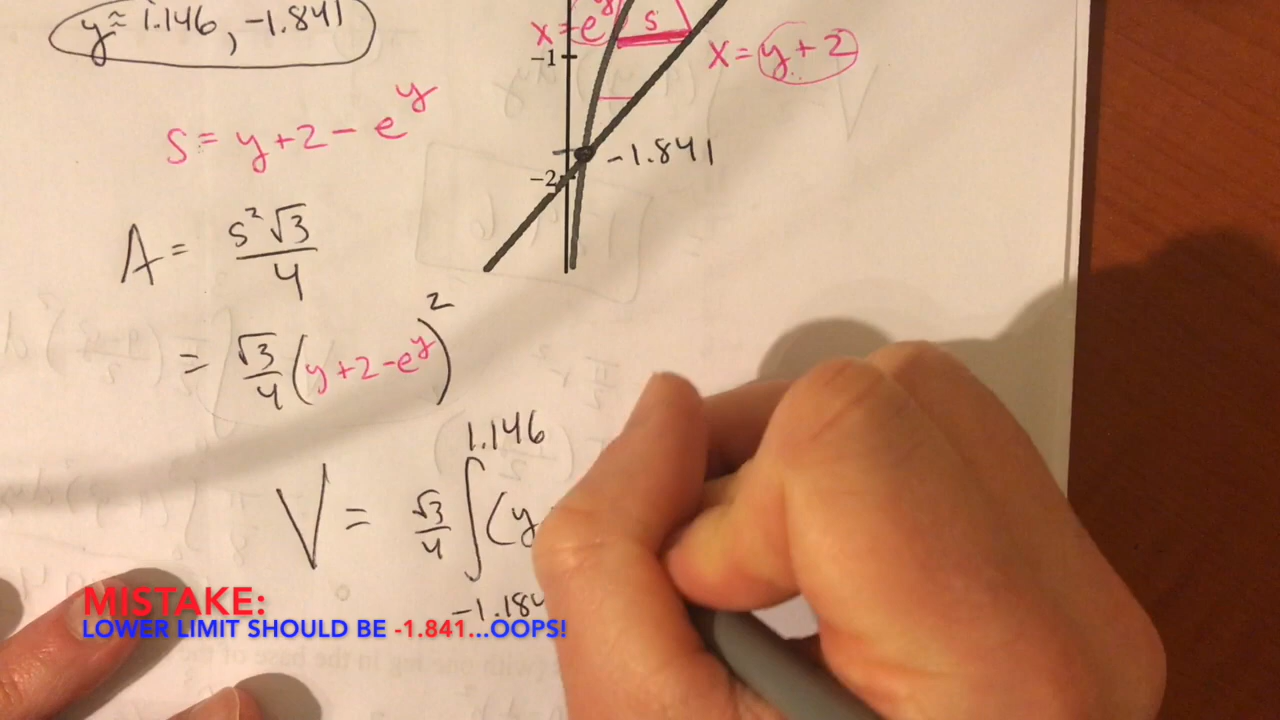 y ≈ 1.146, -1.841
x = e^y
s
-1
x = y + 2
s = y + 2 - e^y
-1.841
-2
A = s²√3/4
= √3/4 (y + 2 - e^y)²
1.146
V = √3/4 ∫ (y
-1.184
MISTAKE:
LOWER LIMIT SHOULD BE -1.841...OOPS!